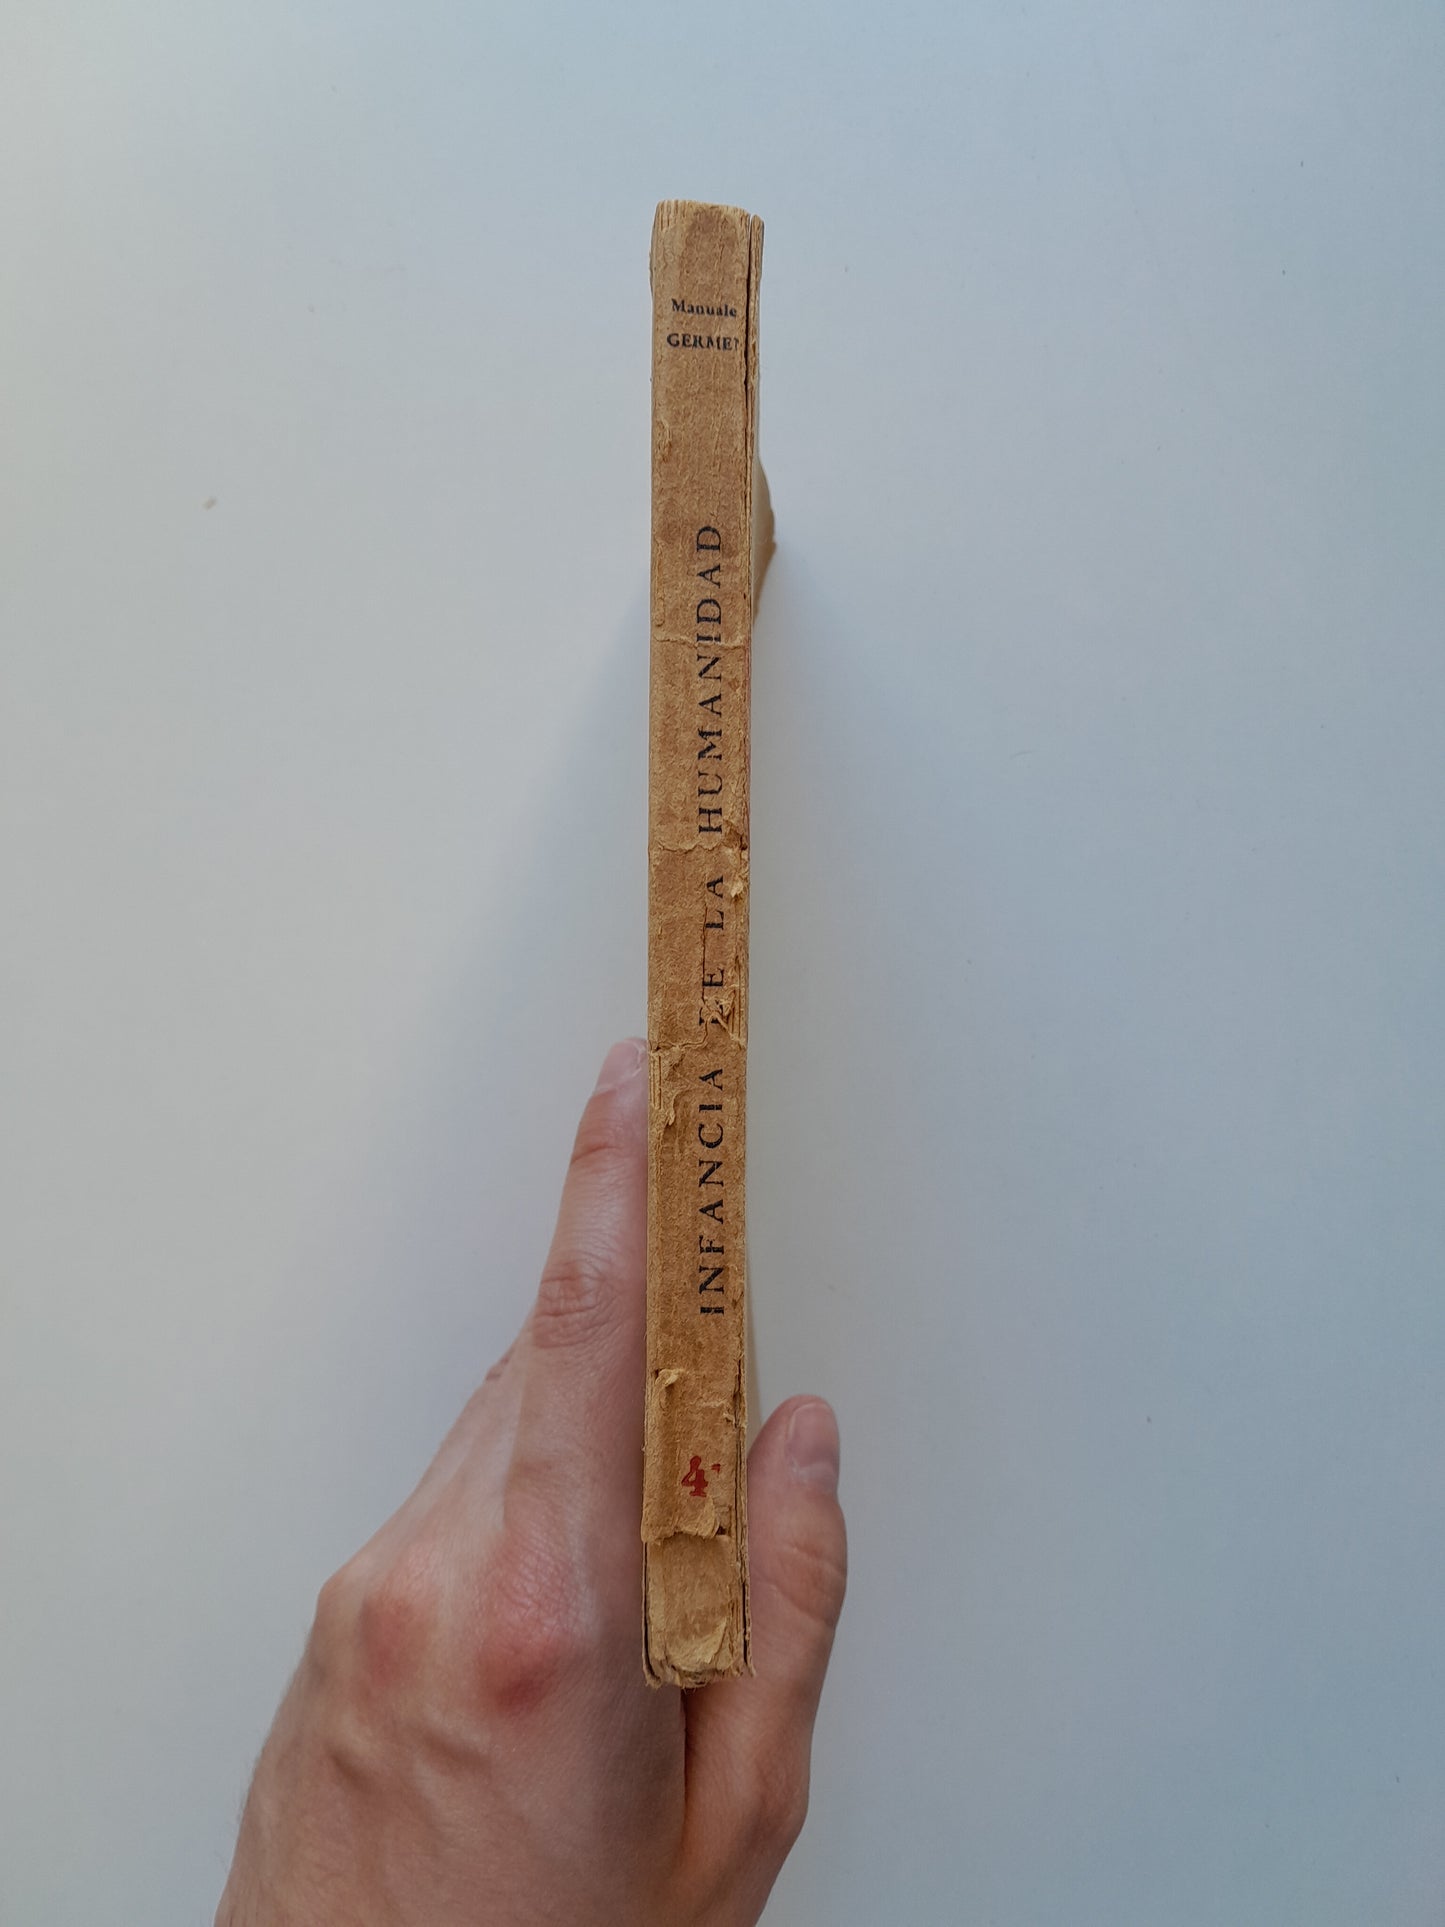 Manuale
GERMEN
INFANCIA DE LA HUMANIDAD
4